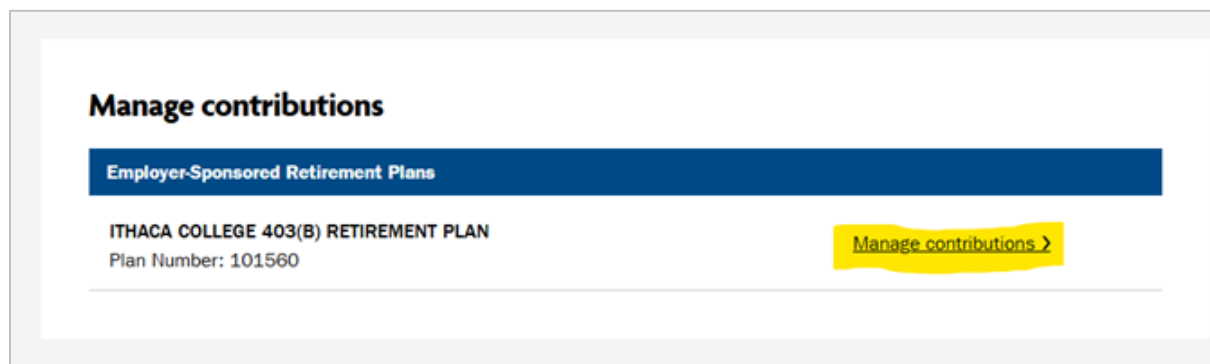 Manage contributions
Employer-Sponsored Retirement Plans
ITHACA COLLEGE 403(B) RETIREMENT PLAN
Manage contributions ❯
Plan Number: 101560